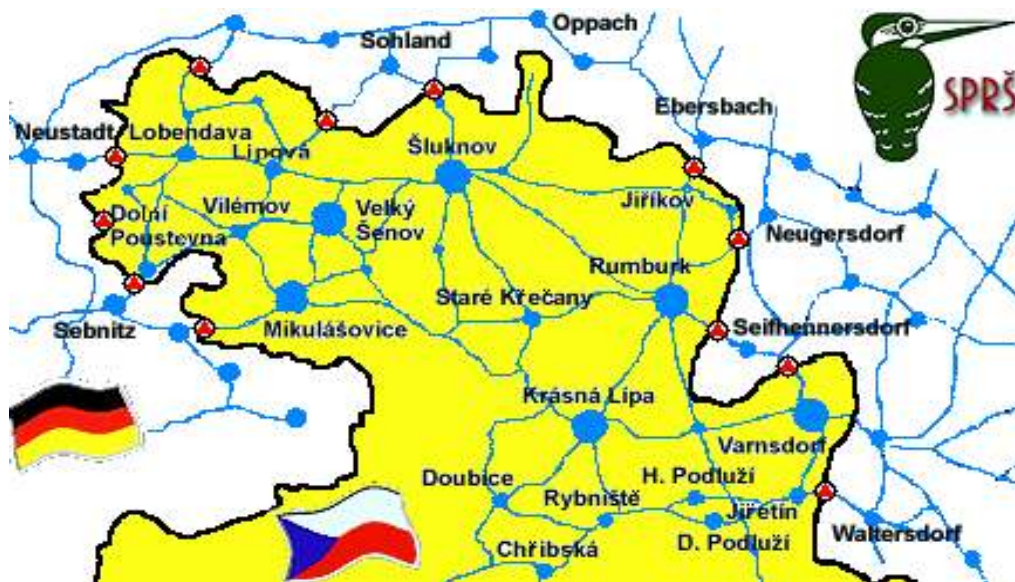 Oppach
Sohland
SPRŠ
Ebersbach
Neustadt
Lobendava
Lipová
Šluknov
Jiříkov
Vilémov
Velký
Šenov
Dolní
Poustevna
Neugersdorf
Rumburk
Staré Křečany
Sebnitz
Mikulášovice
Seifhennersdorf
Krásná Lípa
Varnsdorf
Doubice
Rybniště
H. Podluží
Jiřetín
D. Podluží
Waltersdorf
Chřibská